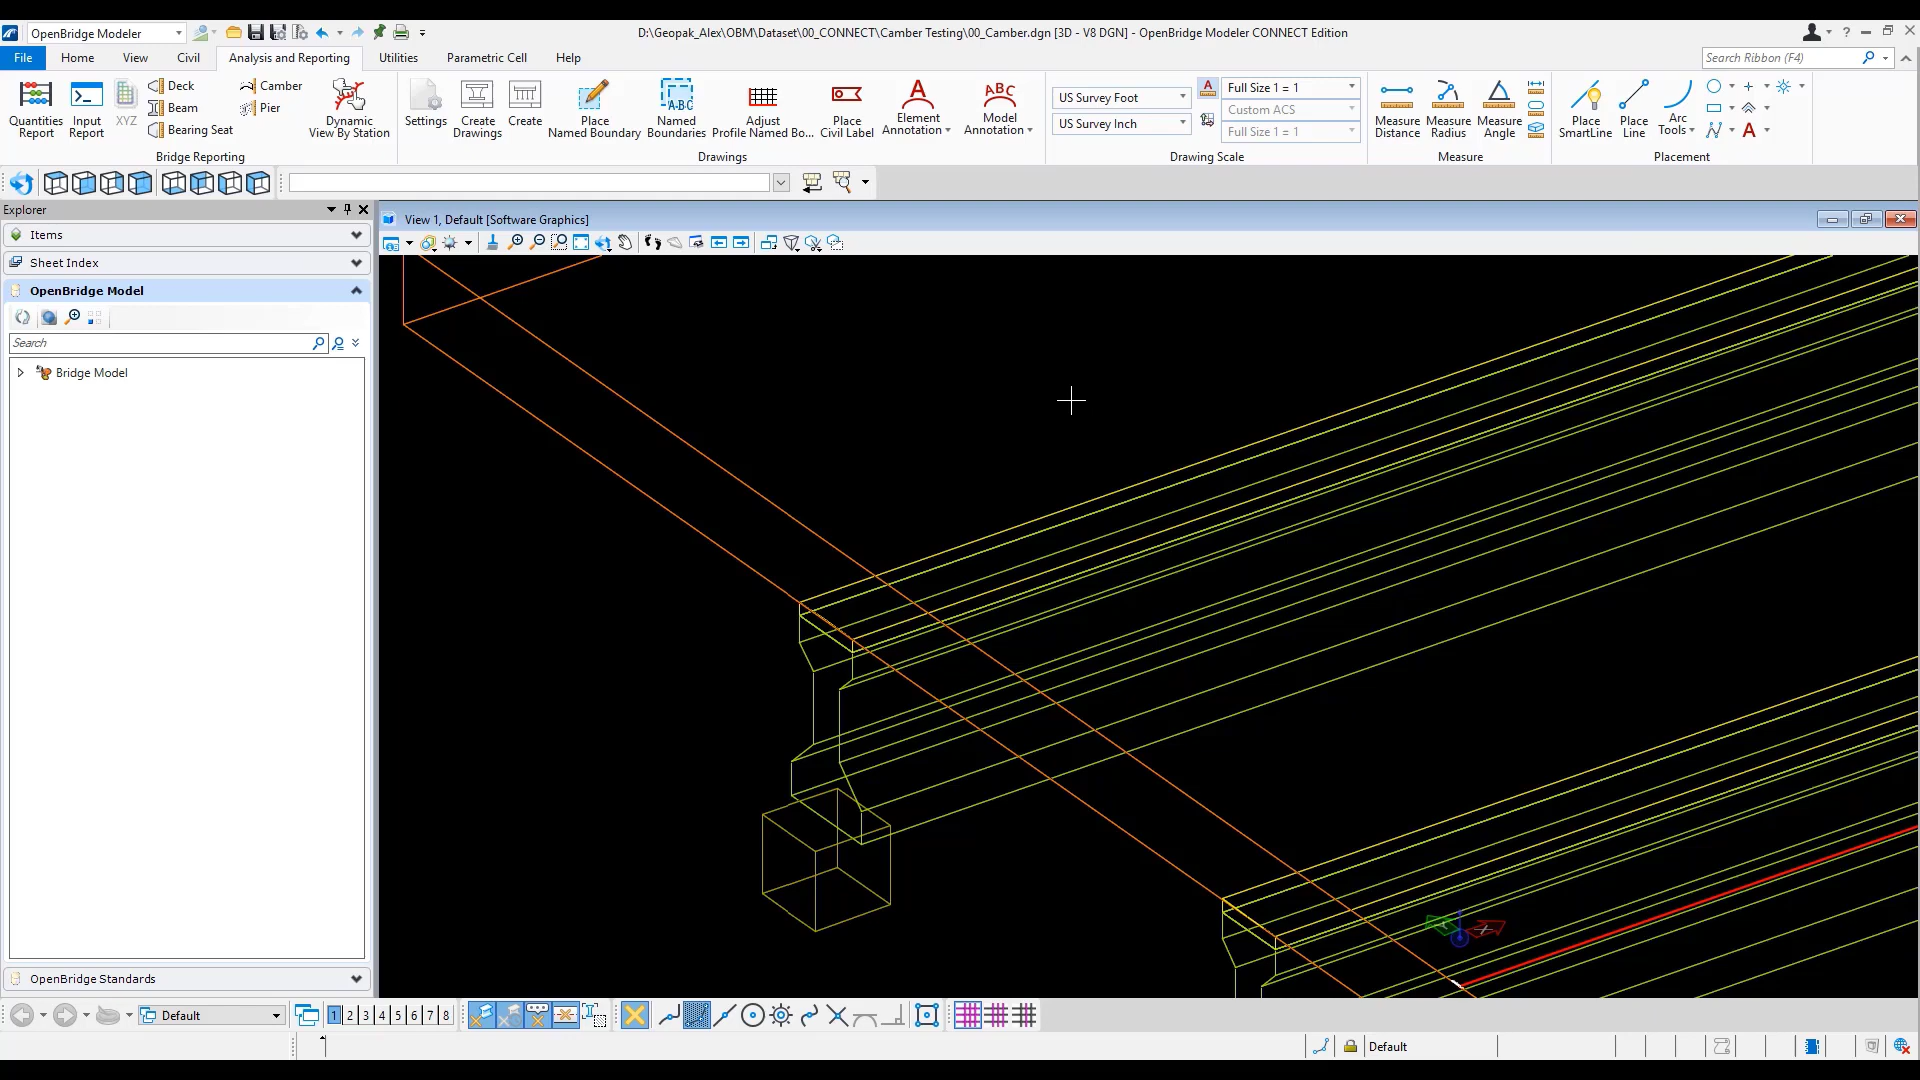 OpenBridge Modeler
D:\Geopak_Alex\OBM\Dataset\00_CONNECT\Camber Testing\00_Camber.dgn [3D - V8 DGN] - OpenBridge Modeler CONNECT Edition
File Home View Civil Analysis and Reporting Utilities Parametric Cell Help
Search Ribbon (F4)
Quantities Report
Input Report
XYZ
Deck
Beam
Bearing Seat
Camber
Pier
Dynamic View By Station
Bridge Reporting
Settings
Create Drawings
Create
Place Named Boundary
Named Boundaries
Adjust Profile Named Bo...
Place Civil Label
Element Annotation
Model Annotation
Drawings
US Survey Foot
US Survey Inch
Full Size 1 = 1
Custom ACS
Full Size 1 = 1
Drawing Scale
Measure Distance
Measure Radius
Measure Angle
Measure
Place SmartLine
Place Line
Arc Tools
Placement
Explorer
Items
Sheet Index
OpenBridge Model
Search
Bridge Model
OpenBridge Standards
View 1, Default [Software Graphics]
X
Default
1 2 3 4 5 6 7 8
Default